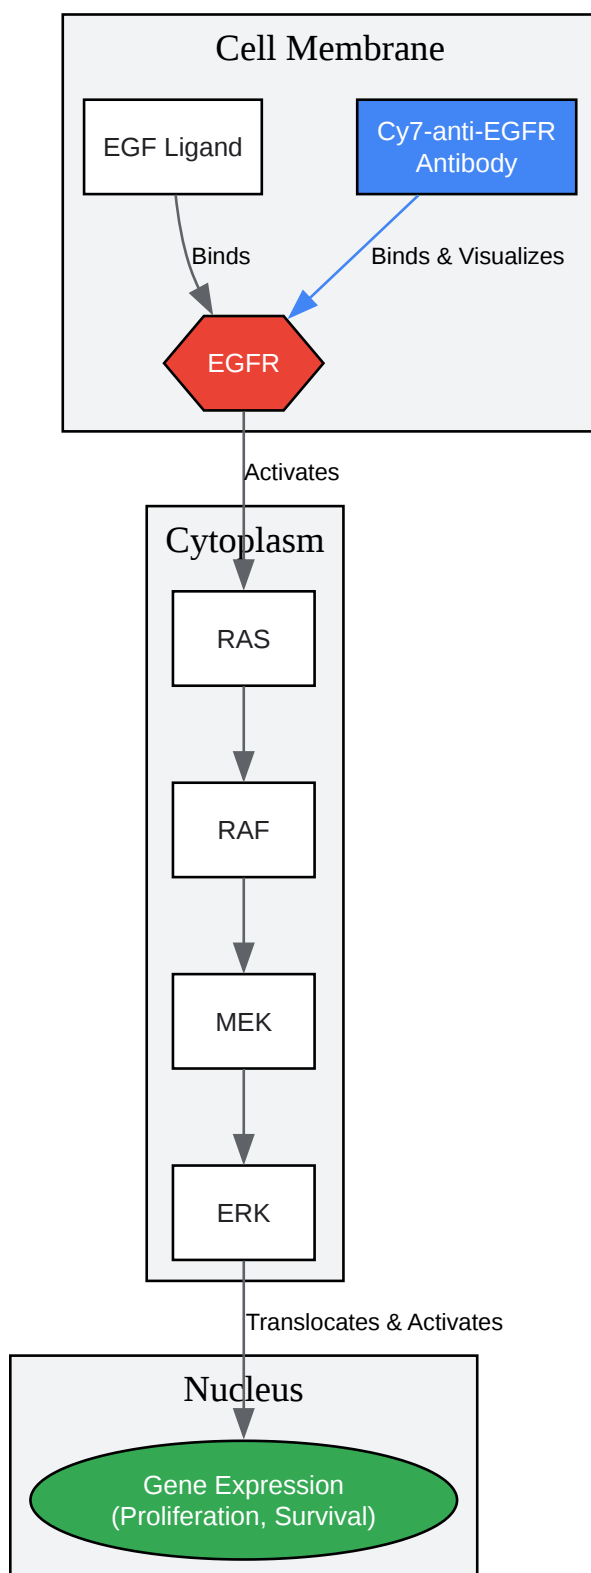 Cell Membrane
EGF Ligand
Cy7-anti-EGFR
Antibody
Binds
Binds & Visualizes
EGFR
Activates
Cytoplasm
RAS
RAF
MEK
ERK
Translocates & Activates
Nucleus
Gene Expression
(Proliferation, Survival)